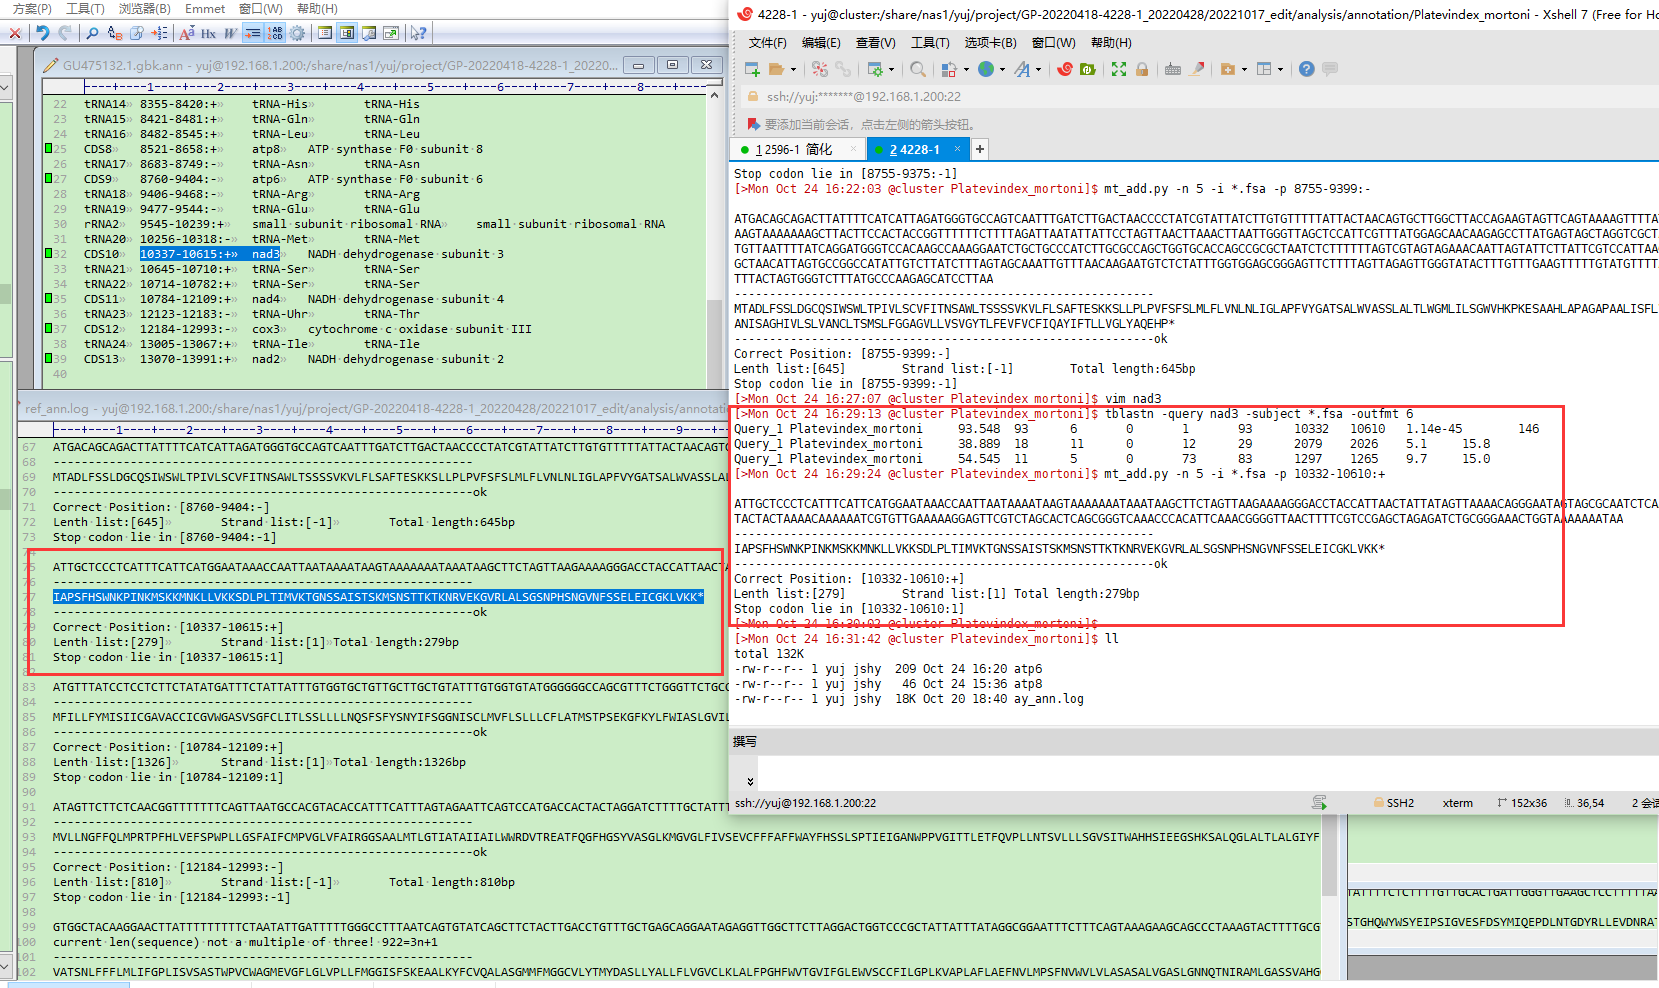 方案(P) 工具(T) 浏览器(B) Emmet 窗口(W) 帮助(H)
GU475132.1.gbk.ann - yuj@192.168.1.200:/share/nas1/yuj/project/GP-20220418-4228-1_20220...
----+----1----+----2----+----3----+----4----+----5----+----6----+----7----+----8----+-
22 tRNA14» 8355-8420:+» tRNA-His» tRNA-His
23 tRNA15» 8421-8481:+» tRNA-Gln» tRNA-Gln
24 tRNA16» 8482-8545:+» tRNA-Leu» tRNA-Leu
25 CDS8» 8521-8658:+» atp8» ATP·synthase·F0·subunit·8
26 tRNA17» 8683-8749:-» tRNA-Asn» tRNA-Asn
27 CDS9» 8760-9404:-» atp6» ATP·synthase·F0·subunit·6
28 tRNA18» 9406-9468:-» tRNA-Arg» tRNA-Arg
29 tRNA19» 9477-9544:-» tRNA-Glu» tRNA-Glu
30 rRNA2» 9545-10239:+» small·subunit·ribosomal·RNA» small·subunit·ribosomal·RNA
31 tRNA20» 10256-10318:-» tRNA-Met» tRNA-Met
32 CDS10» 10337-10615:+» nad3» NADH·dehydrogenase·subunit·3
33 tRNA21» 10645-10710:+» tRNA-Ser» tRNA-Ser
34 tRNA22» 10714-10782:+» tRNA-Ser» tRNA-Ser
35 CDS11» 10784-12109:+» nad4» NADH·dehydrogenase·subunit·4
36 tRNA23» 12123-12183:-» tRNA-Uhr» tRNA-Thr
37 CDS12» 12184-12993:-» cox3» cytochrome·c·oxidase·subunit·III
38 tRNA24» 13005-13067:+» tRNA-Ile» tRNA-Ile
39 CDS13» 13070-13991:+» nad2» NADH·dehydrogenase·subunit·2
40
ref_ann.log - yuj@192.168.1.200:/share/nas1/yuj/project/GP-20220418-4228-1_20220428/20221017_edit/analysis/annotati
68 ------------------------------------------------------------
70 ------------------------------------------------------------ok
71 Correct·Position:·[8760-9404:-]
72 Lenth·list:[645]» Strand·list:[-1]» Total·length:645bp
73 Stop·codon·lie·in·[8760-9404:-1]
74
76 ------------------------------------------------------------
77 IAPSFHSWNKPINKMSKKMNKLLVKKSDLPLTIMVKTGNSSAISTSKMSNSTTKTKNRVEKGVRLALSGSNPHSNGVNFSSELEICGKLVKK*
78 ------------------------------------------------------------ok
79 Correct·Position:·[10337-10615:+]
80 Lenth·list:[279]» Strand·list:[1]»Total·length:279bp
81 Stop·codon·lie·in·[10337-10615:1]
82
84 ------------------------------------------------------------
86 ------------------------------------------------------------ok
87 Correct·Position:·[10784-12109:+]
88 Lenth·list:[1326]» Strand·list:[1]»Total·length:1326bp
89 Stop·codon·lie·in·[10784-12109:1]
90
92 ------------------------------------------------------------
94 ------------------------------------------------------------ok
95 Correct·Position:·[12184-12993:-]
96 Lenth·list:[810]» Strand·list:[-1]» Total·length:810bp
97 Stop·codon·lie·in·[12184-12993:-1]
98
100 current·len(sequence)·not·a·multiple·of·three!·922=3n+1
101 ------------------------------------------------------------
4228-1 - yuj@cluster:/share/nas1/yuj/project/GP-20220418-4228-1_20220428/20221017_edit/analysis/annotation/Platevindex_mortoni - Xshell 7 (Free for Ho
文件(F) 编辑(E) 查看(V) 工具(T) 选项卡(B) 窗口(W) 帮助(H)
ssh://yuj:*******@192.168.1.200:22
要添加当前会话，点击左侧的箭头按钮。
1 2596-1 简化 × 2 4228-1 × +
Stop codon lie in [8755-9375:-1]
[>Mon Oct 24 16:22:03 @cluster Platevindex_mortoni]$ mt_add.py -n 5 -i *.fsa -p 8755-9399:-
TTTACTAGTGGGTCTTTATGCCCAAGAGCATCCTTAA
------------------------------------------------------------
ANISAGHIVLSLVANCLTSMSLFGGAGVLLVSVGYTLFEVFVCFIQAYIFTLLVGLYAQEHP*
------------------------------------------------------------ok
Correct Position: [8755-9399:-]
Lenth list:[645] Strand list:[-1] Total length:645bp
Stop codon lie in [8755-9399:-1]
[>Mon Oct 24 16:27:07 @cluster Platevindex_mortoni]$ vim nad3
[>Mon Oct 24 16:29:13 @cluster Platevindex_mortoni]$ tblastn -query nad3 -subject *.fsa -outfmt 6
Query_1 Platevindex_mortoni 93.548 93 6 0 1 93 10332 10610 1.14e-45 146
Query_1 Platevindex_mortoni 38.889 18 11 0 12 29 2079 2026 5.1 15.8
Query_1 Platevindex_mortoni 54.545 11 5 0 73 83 1297 1265 9.7 15.0
[>Mon Oct 24 16:29:24 @cluster Platevindex_mortoni]$ mt_add.py -n 5 -i *.fsa -p 10332-10610:+
------------------------------------------------------------
IAPSFHSWNKPINKMSKKMNKLLVKKSDLPLTIMVKTGNSSAISTSKMSNSTTKTKNRVEKGVRLALSGSNPHSNGVNFSSELEICGKLVKK*
------------------------------------------------------------ok
Correct Position: [10332-10610:+]
Lenth list:[279] Strand list:[1] Total length:279bp
Stop codon lie in [10332-10610:1]
[>Mon Oct 24 16:30:02 @cluster Platevindex_mortoni]$
[>Mon Oct 24 16:31:42 @cluster Platevindex_mortoni]$ ll
total 132K
-rw-r--r-- 1 yuj jshy 209 Oct 24 16:20 atp6
-rw-r--r-- 1 yuj jshy 46 Oct 24 15:36 atp8
-rw-r--r-- 1 yuj jshy 18K Oct 20 18:40 ay_ann.log
撰写
ssh://yuj@192.168.1.200:22 SSH2 xterm 152x36 36,54 2 会话